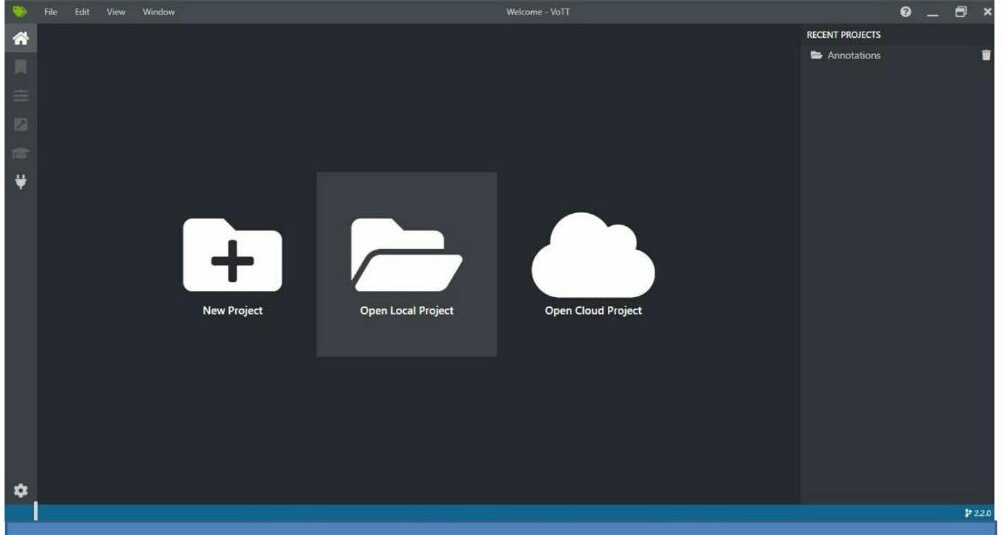 File Edit View Window Welcome - VoTT
RECENT PROJECTS
Annotations
New Project Open Local Project Open Cloud Project
2.2.0